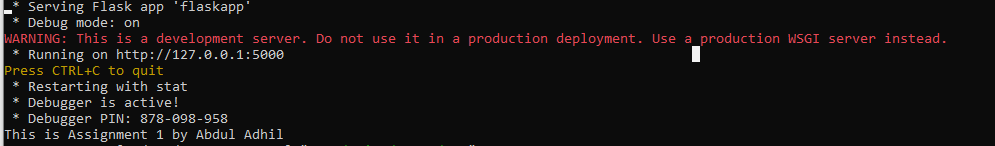 * Serving Flask app 'flaskapp'
* Debug mode: on
WARNING: This is a development server. Do not use it in a production deployment. Use a production WSGI server instead.
* Running on http://127.0.0.1:5000
Press CTRL+C to quit
* Restarting with stat
* Debugger is active!
* Debugger PIN: 878-098-958
This is Assignment 1 by Abdul Adhil